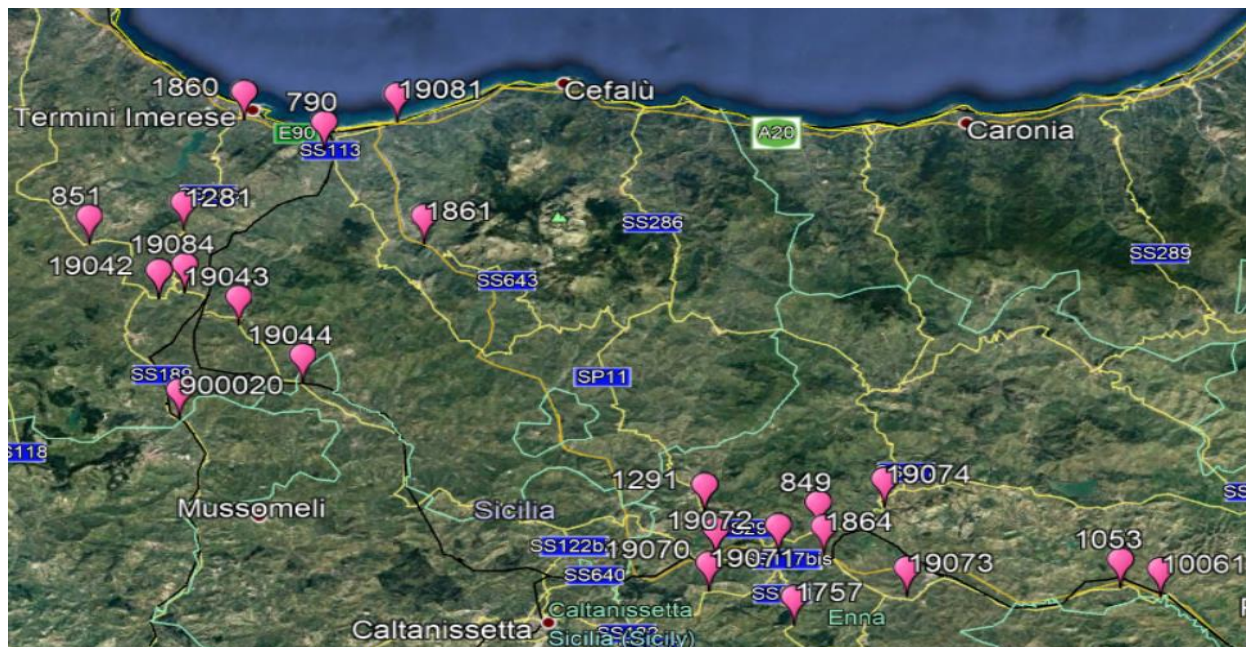 1860
790
19081
Cefalù
Termini Imerese
E90
A20
Caronia
SS113
851
1281
1861
SS286
19084
SS289
19042
19043
SS643
19044
SS189
900020
SP11
S118
1291
849
19074
Mussomeli
Sicilia
19072
1864
SS122b
19070
19071
S117bis
1053
SS640
19073
10061
1757
Caltanissetta
Enna
Caltanissetta
Sicilia (Sicily)